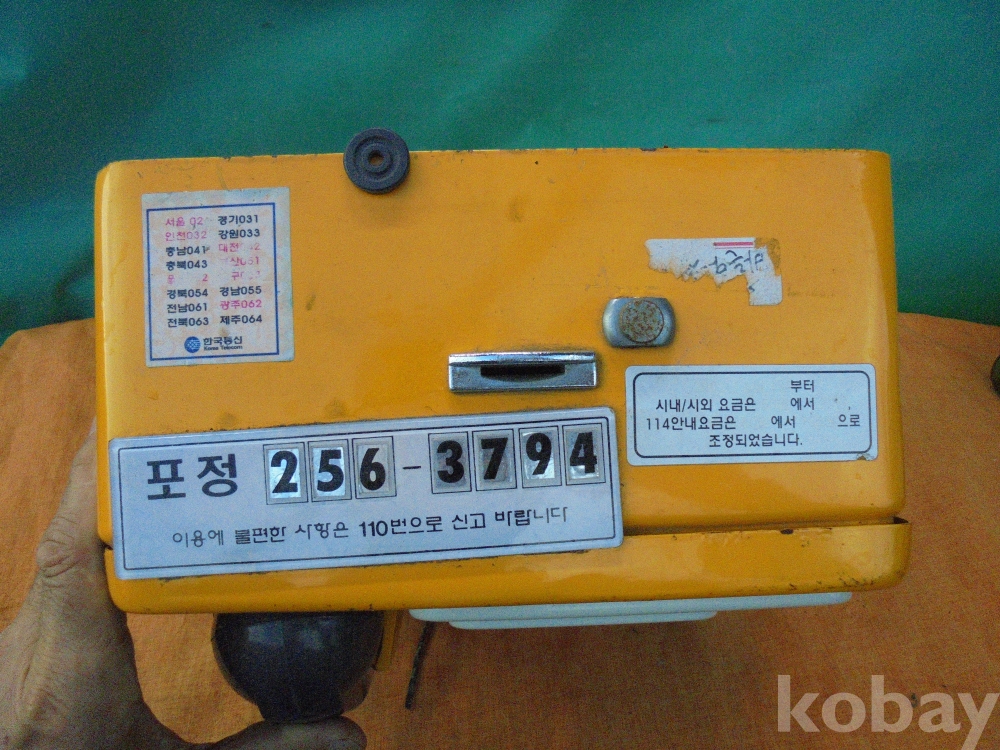 서울 02 경기031
인천032 강원033
충남041 대전
충북043
경북054 경남055
전남061 광주062
전북063 제주064
한국통신
Korea Telecom
부터
시내/시외 요금은 에서
114안내요금은 에서 으로
조정되었습니다.
포정 256-3794
이용에 불편한 사항은 110번으로 신고 바랍니다
kobay